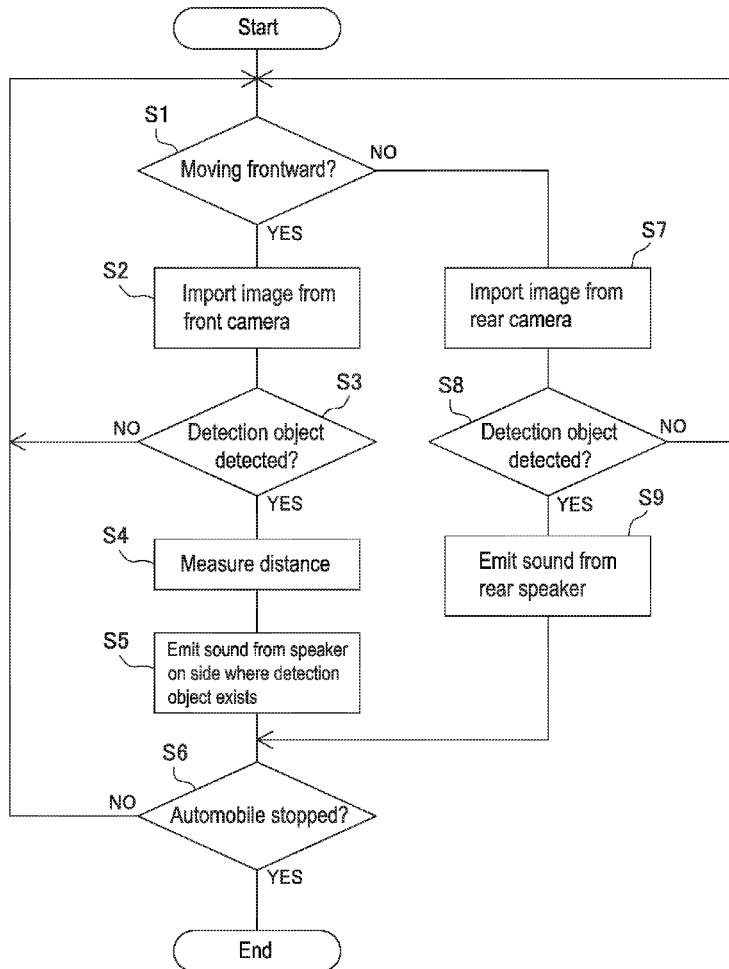 Start
S1
Moving frontward?
NO
YES
S2
Import image from
front camera
S7
Import image from
rear camera
S3
Detection object
detected?
NO
YES
S8
Detection object
detected?
NO
YES
S4
Measure distance
S9
Emit sound from
rear speaker
S5
Emit sound from speaker
on side where detection
object exists
S6
Automobile stopped?
NO
YES
End